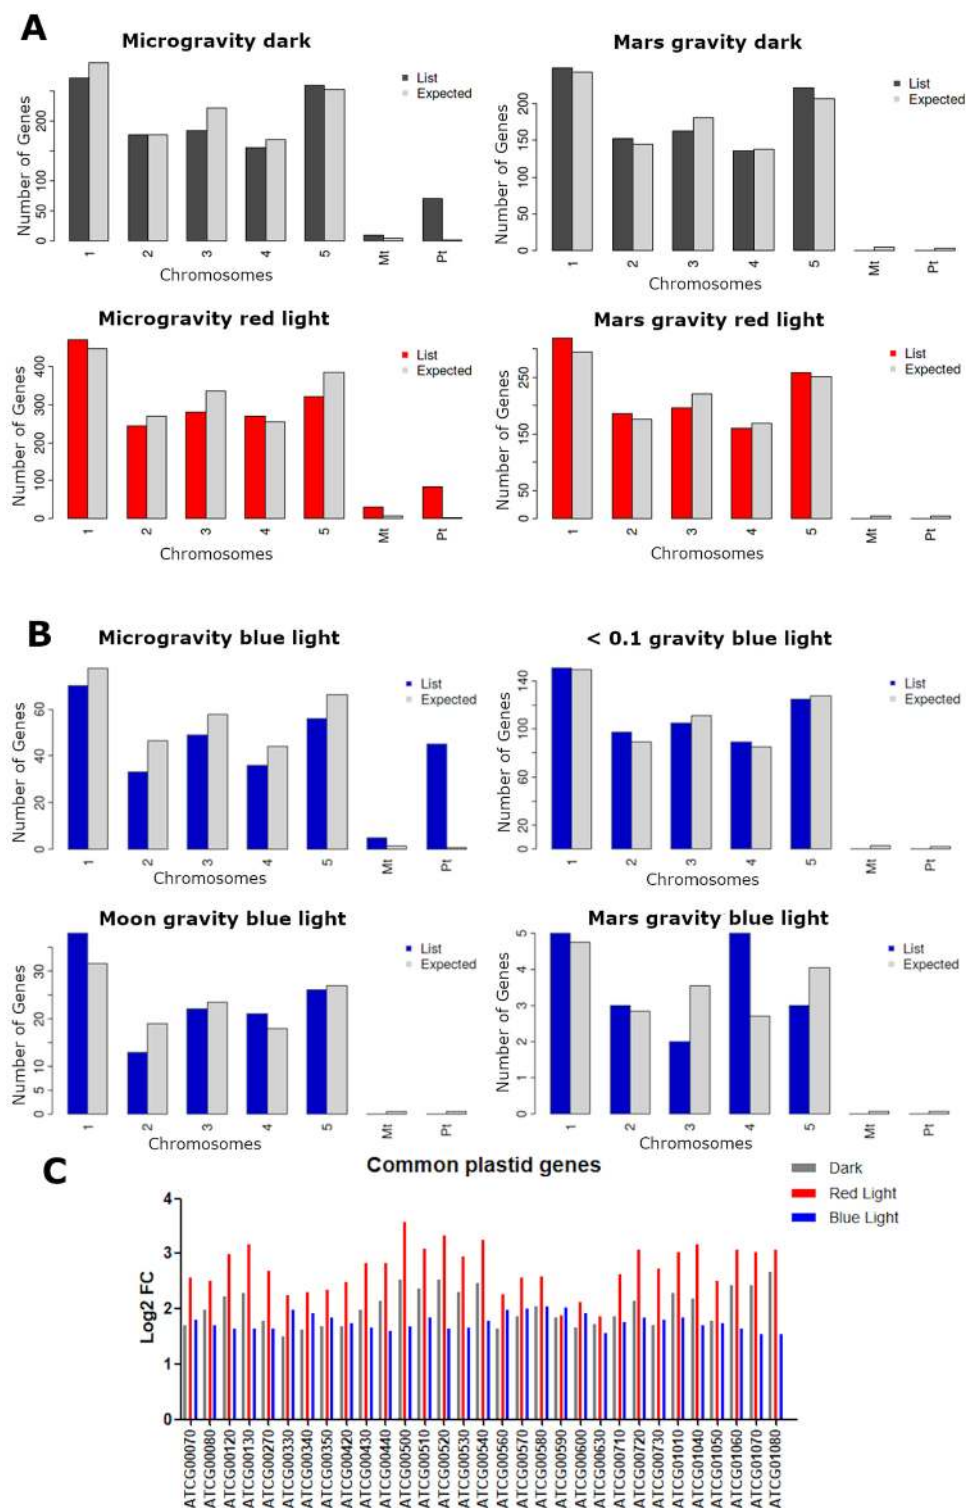 A
Microgravity dark
Number of Genes
0
50
100
200
List
Expected
1
2
3
4
5
Mt
Pt
Chromosomes
Mars gravity dark
Number of Genes
0
50
100
150
200
List
Expected
1
2
3
4
5
Mt
Pt
Chromosomes
Microgravity red light
Number of Genes
0
100
200
300
400
List
Expected
1
2
3
4
5
Mt
Pt
Chromosomes
Mars gravity red light
Number of Genes
0
50
150
250
List
Expected
1
2
3
4
5
Mt
Pt
Chromosomes
B
Microgravity blue light
Number of Genes
0
20
40
60
List
Expected
1
2
3
4
5
Mt
Pt
Chromosomes
< 0.1 gravity blue light
Number of Genes
0
20
60
100
140
List
Expected
1
2
3
4
5
Mt
Pt
Chromosomes
Moon gravity blue light
Number of Genes
0
5
10
20
30
List
Expected
1
2
3
4
5
Mt
Pt
Chromosomes
Mars gravity blue light
Number of Genes
0
1
2
3
4
5
List
Expected
1
2
3
4
5
Mt
Pt
Chromosomes
C
Common plastid genes
Dark
Red Light
Blue Light
Log2 FC
4
3
2
1
0
ATCG00070
ATCG00080
ATCG00120
ATCG00130
ATCG00270
ATCG00330
ATCG00340
ATCG00350
ATCG00420
ATCG00430
ATCG00440
ATCG00500
ATCG00510
ATCG00520
ATCG00530
ATCG00540
ATCG00560
ATCG00570
ATCG00580
ATCG00590
ATCG00600
ATCG00630
ATCG00710
ATCG00720
ATCG00730
ATCG01010
ATCG01040
ATCG01050
ATCG01060
ATCG01070
ATCG01080